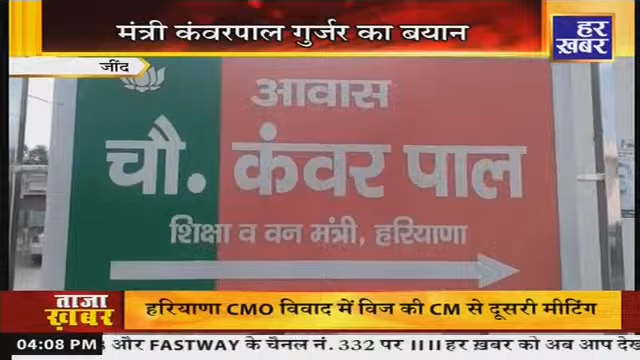 मंत्री कंवरपाल गुर्जर का बयान
हर
ख़बर
जींद
आवास
चौ. कंवर पाल
शिक्षा व वन मंत्री, हरियाणा
ताजा
ख़बर
हरियाणा CMO विवाद में विज की CM से दूसरी मीटिंग
04:08 PM
और FASTWAY के चैनल नं. 332 पर IIII हर ख़बर को अब आप देख